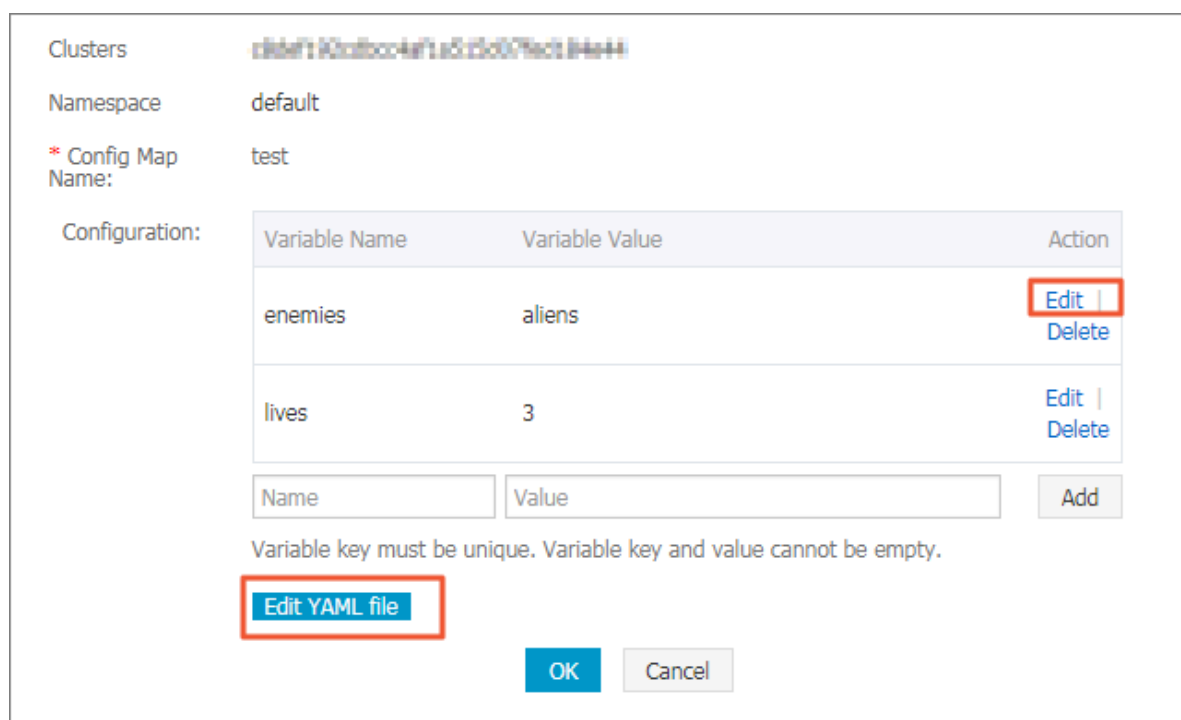 Clusters
Namespace default
* Config Map
Name: test
Configuration:
Variable Name Variable Value Action
enemies aliens Edit |
Delete
lives 3 Edit |
Delete
Name Value Add
Variable key must be unique. Variable key and value cannot be empty.
Edit YAML file
OK Cancel